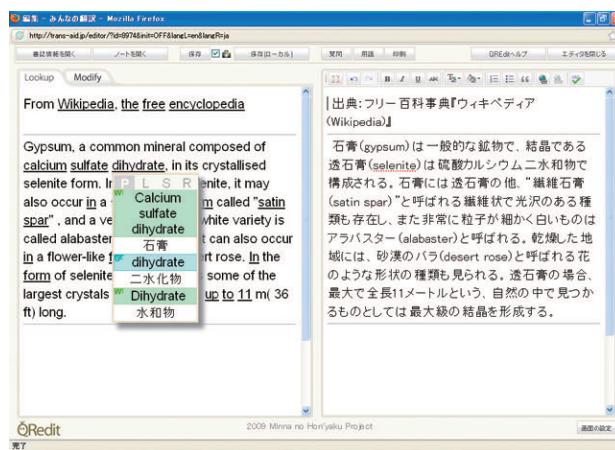 編集 - みんなの翻訳 - Mozilla Firefox
http://trans-aid.jp/editor/?id=8974&init=OFF&langL=en&langR=ja
書誌情報を開く ノートを開く 保存 保存(ローカル) 質問 用語 印刷 QReditヘルプ エディタを閉じる
Lookup Modify
From Wikipedia, the free encyclopedia
Gypsum, a common mineral composed of
calcium sulfate dihydrate, in its crystallised
selenite form. In
enite, it may
also occur in a s
m called "satin
spar" , and a ve
white variety is
called alabaster
t can also occur
in a flower-like f
ert rose. In the
form of selenite
s some of the
largest crystals
up to 11 m( 36
ft) long.
P L S R
Calcium
sulfate
dihydrate
石膏
dihydrate
二水化物
Dihydrate
水和物
出典:フリー百科事典『ウィキペディア
(Wikipedia)』
石膏(gypsum)は一般的な鉱物で、結晶である
透石膏(selenite)は硫酸カルシウム二水和物で
構成される。石膏には透石膏の他、“繊維石膏
(satin spar)”と呼ばれる繊維状で光沢のある種
類も存在し、また非常に粒子が細かく白いものは
アラバスター(alabaster)と呼ばれる。乾燥した地
域には、砂漠のバラ(desert rose)と呼ばれる花
のような形状の種類も見られる。透石膏の場合、
最大で全長11メートルという、自然の中で見つか
るものとしては最大級の結晶を形成する。
QRedit
2009 Minna no Hon'yaku Project
画面の設定
完了